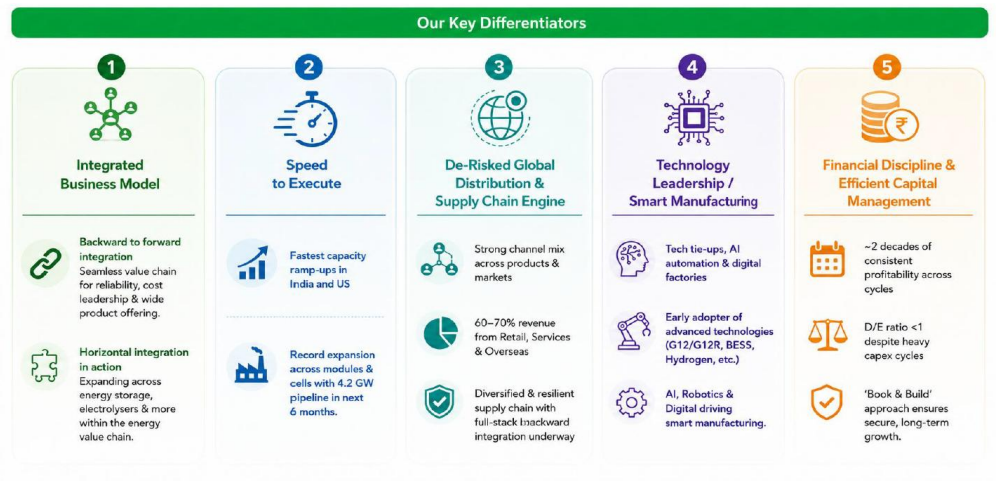 Our Key Differentiators
1
Integrated
Business Model
Backward to forward
integration
Seamless value chain
for reliability, cost
leadership & wide
product offering.
Horizontal integration
in action
Expanding across
energy storage,
electrolysers & more
within the energy
value chain.
2
Speed
to Execute
Fastest capacity
ramp-ups in
India and US
Record expansion
across modules &
cells with 4.2 GW
pipeline in next
6 months.
3
De-Risked Global
Distribution &
Supply Chain Engine
Strong channel mix
across products &
markets
60–70% revenue
from Retail, Services
& Overseas
Diversified & resilient
supply chain with
full-stack backward
integration underway
4
Technology
Leadership /
Smart Manufacturing
Tech tie-ups, AI
automation & digital
factories
Early adopter of
advanced technologies
(G12/G12R, BESS,
Hydrogen, etc.)
AI, Robotics &
Digital driving
smart manufacturing.
5
₹
Financial Discipline &
Efficient Capital
Management
~2 decades of
consistent
profitability across
cycles
D/E ratio <1
despite heavy
capex cycles
'Book & Build'
approach ensures
secure, long-term
growth.